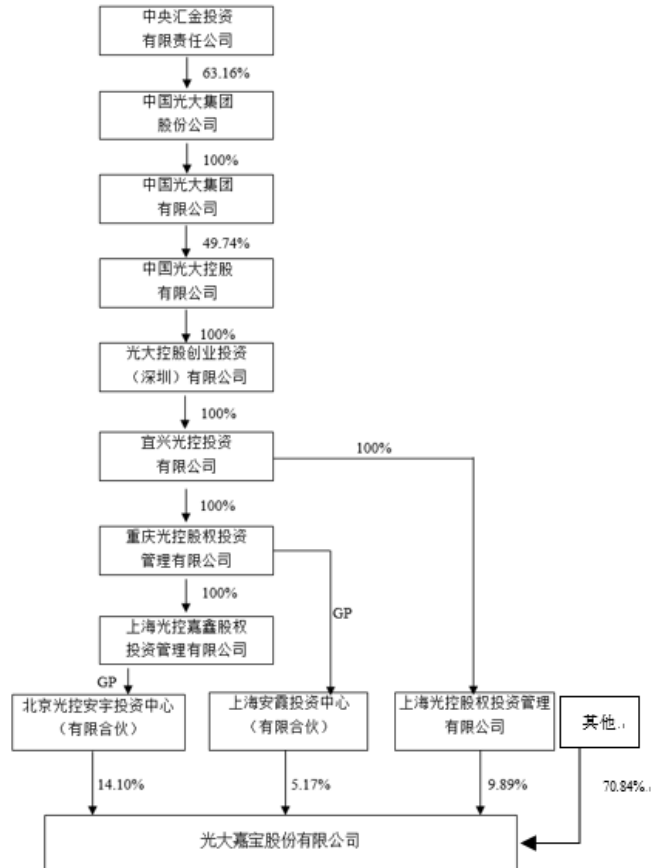 中央汇金投资
有限责任公司
63.16%
中国光大集团
股份公司
100%
中国光大集团
有限公司
49.74%
中国光大控股
有限公司
100%
光大控股创业投资
（深圳）有限公司
100%
宜兴光控投资
有限公司
100%
100%
重庆光控股权投资
管理有限公司
100%
GP
上海光控嘉鑫股权
投资管理有限公司
GP
北京光控安宇投资中心
（有限合伙）
上海安霞投资中心
（有限合伙）
上海光控股权投资管理
有限公司
其他
14.10%
5.17%
9.89%
70.84%
光大嘉宝股份有限公司